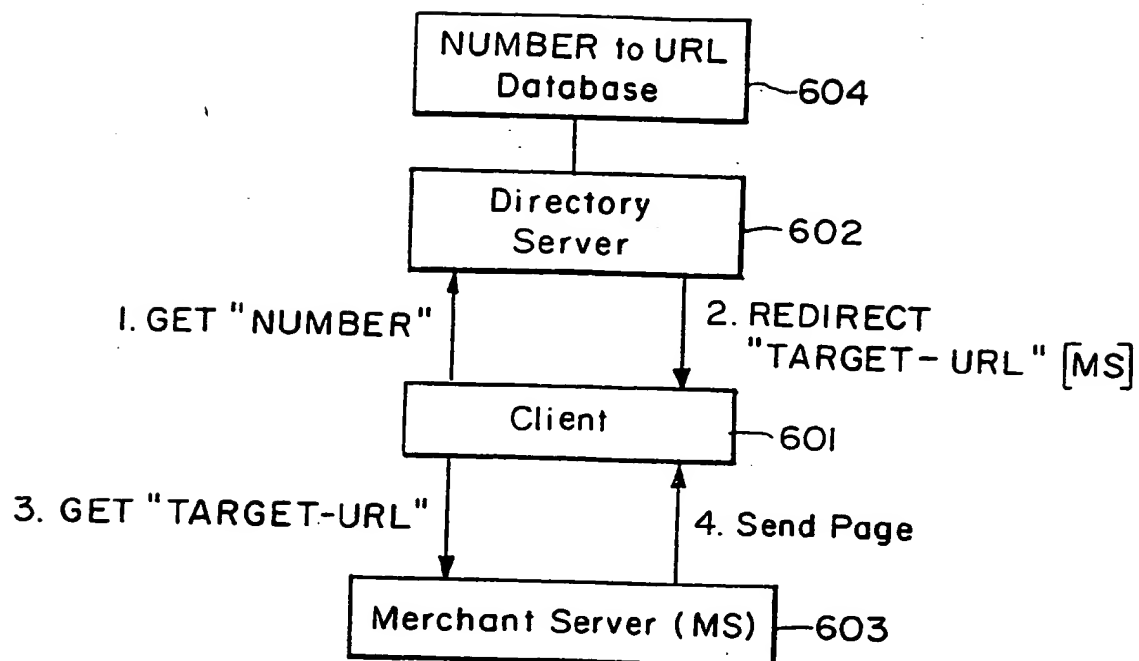 NUMBER to URL
Database
604
Directory
Server
602
1. GET "NUMBER"
2. REDIRECT
"TARGET-URL" [MS]
Client
601
3. GET "TARGET-URL"
4. Send Page
Merchant Server (MS)
603